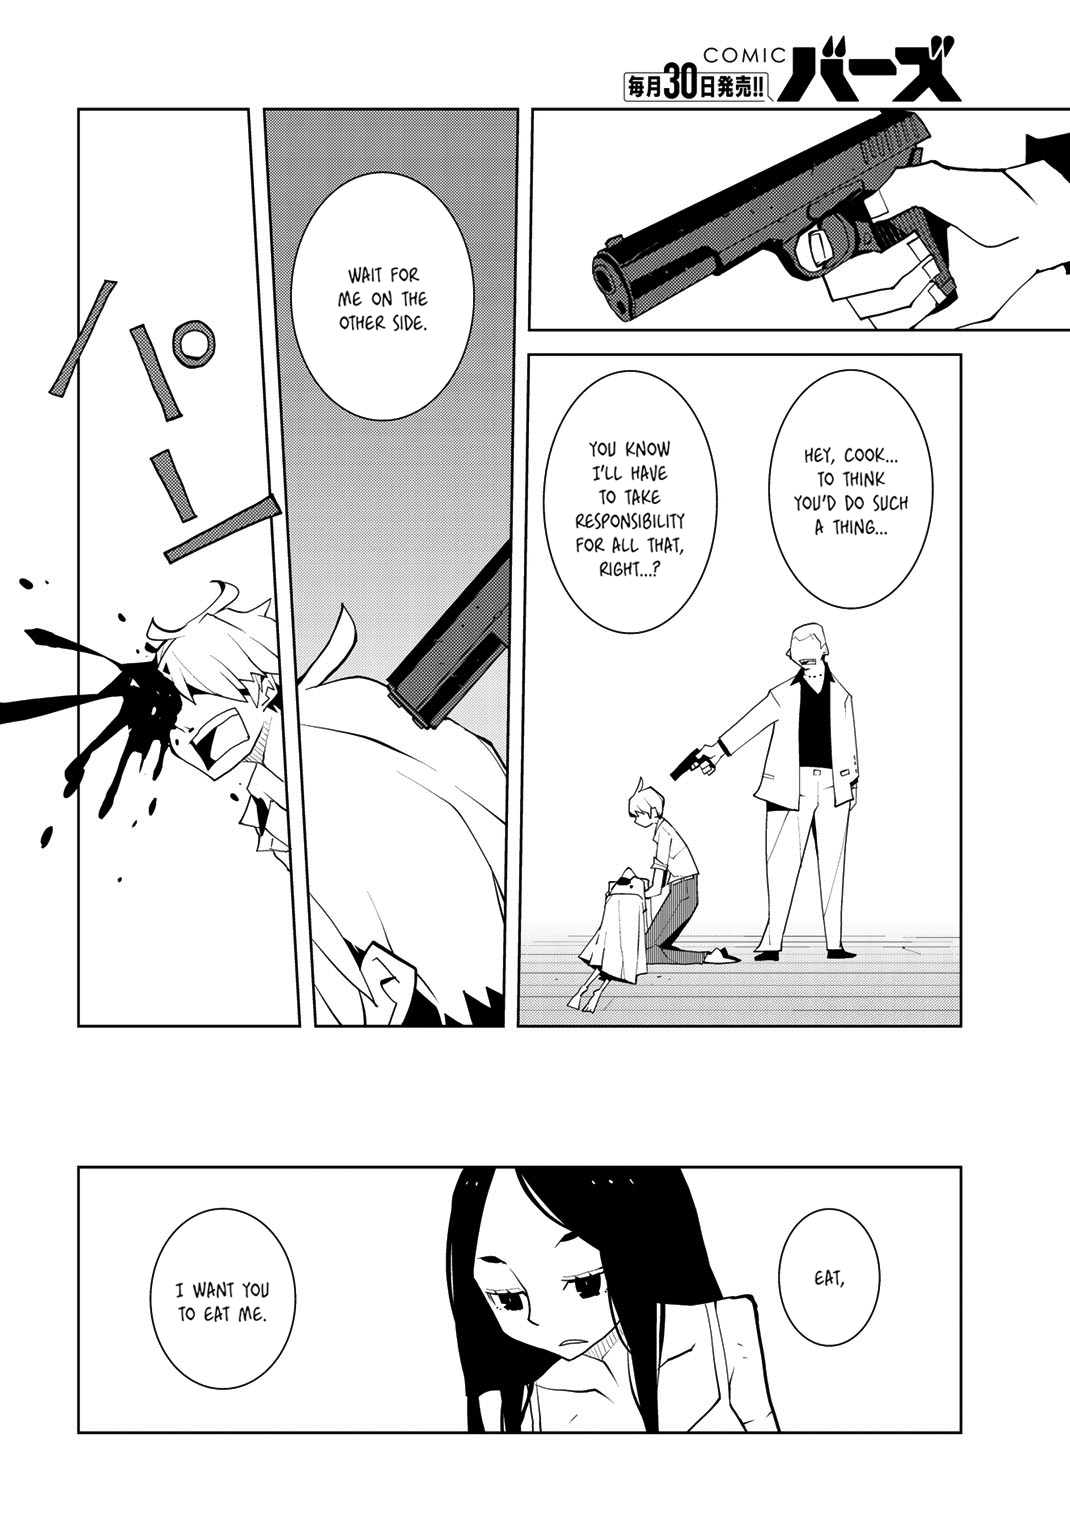 COMIC バーズ
毎月30日発売!!
HEY, COOK...
TO THINK
YOU'D DO SUCH
A THING...
YOU KNOW
I'LL HAVE
TO TAKE
RESPONSIBILITY
FOR ALL THAT,
RIGHT...?
WAIT FOR
ME ON THE
OTHER SIDE.
パーン
EAT,
I WANT YOU
TO EAT ME.